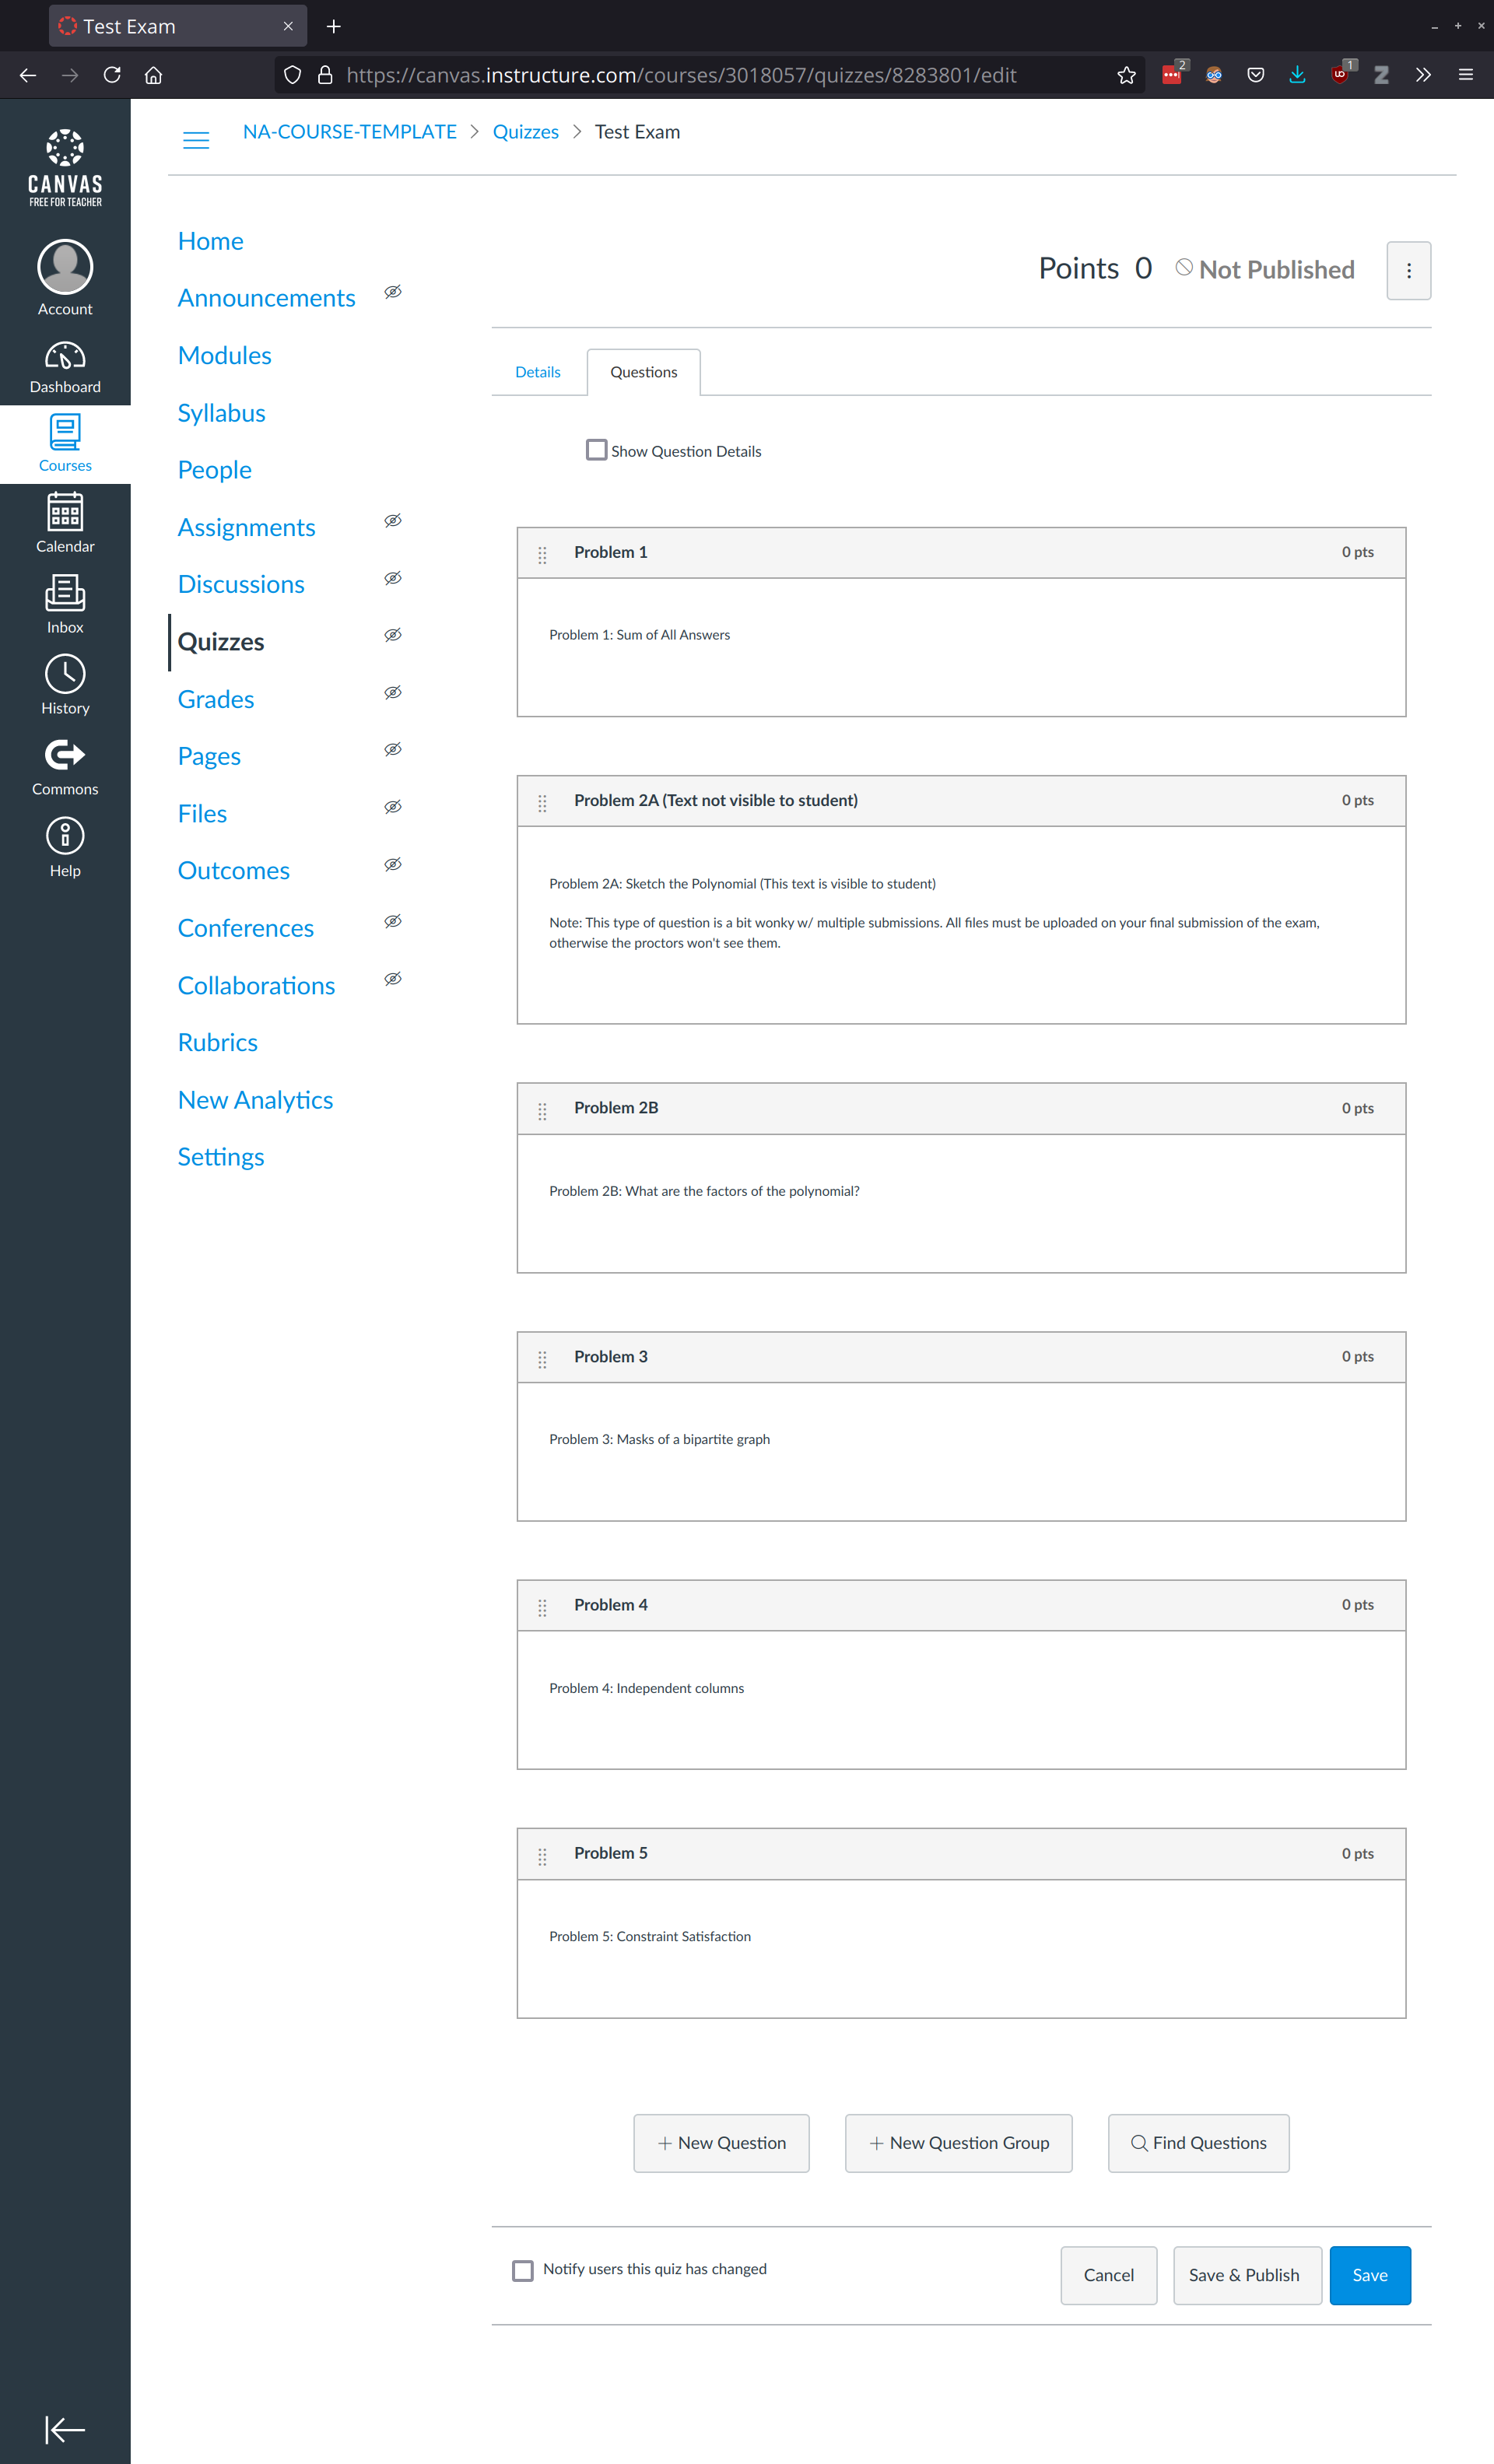 Test Exam
https://canvas.instructure.com/courses/3018057/quizzes/8283801/edit
2
1
CANVAS
FREE FOR TEACHER
Account
Dashboard
Courses
Calendar
Inbox
History
Commons
Help
NA-COURSE-TEMPLATE > Quizzes > Test Exam
Home
Announcements
Modules
Syllabus
People
Assignments
Discussions
Quizzes
Grades
Pages
Files
Outcomes
Conferences
Collaborations
Rubrics
New Analytics
Settings
Points 0 Not Published
Details
Questions
Show Question Details
Problem 1 0 pts
Problem 1: Sum of All Answers
Problem 2A (Text not visible to student) 0 pts
Problem 2A: Sketch the Polynomial (This text is visible to student)
Note: This type of question is a bit wonky w/ multiple submissions. All files must be uploaded on your final submission of the exam,
otherwise the proctors won't see them.
Problem 2B 0 pts
Problem 2B: What are the factors of the polynomial?
Problem 3 0 pts
Problem 3: Masks of a bipartite graph
Problem 4 0 pts
Problem 4: Independent columns
Problem 5 0 pts
Problem 5: Constraint Satisfaction
+ New Question
+ New Question Group
Find Questions
Notify users this quiz has changed
Cancel
Save & Publish
Save